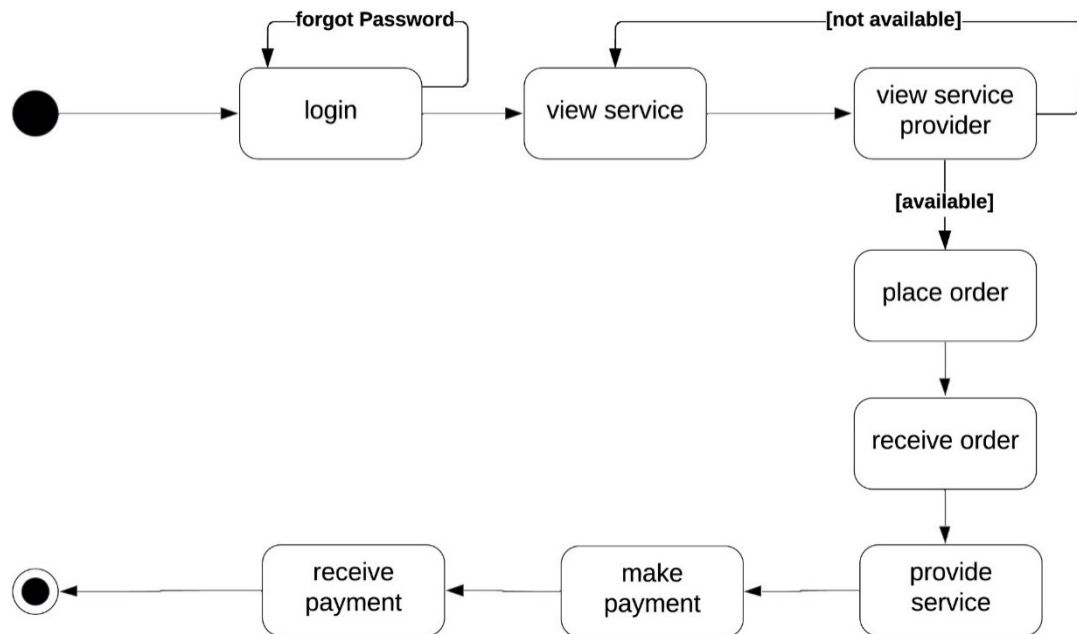 forgot Password
[not available]
login
view service
view service
provider
[available]
place order
receive order
receive
payment
make
payment
provide
service